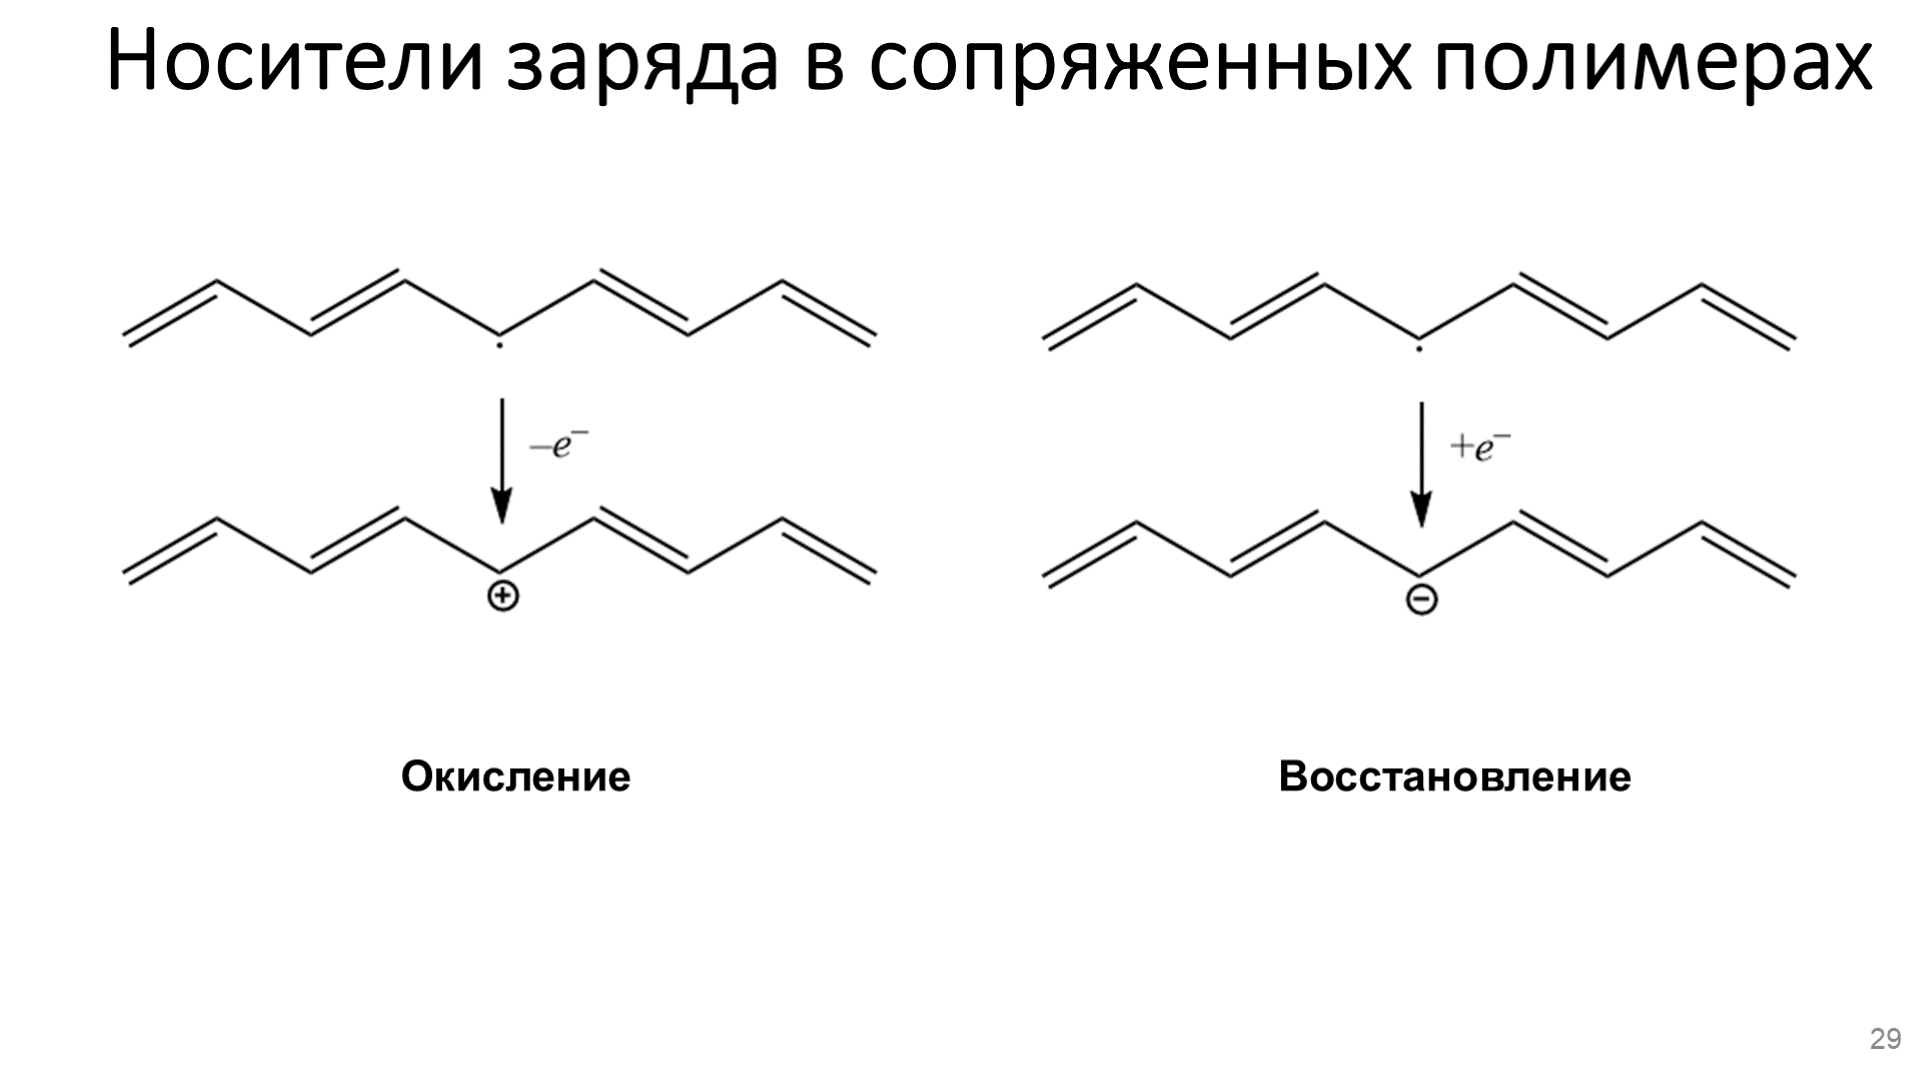 Носители заряда в сопряженных полимерах
–e⁻
+e⁻
⊕
⊖
Окисление
Восстановление
29